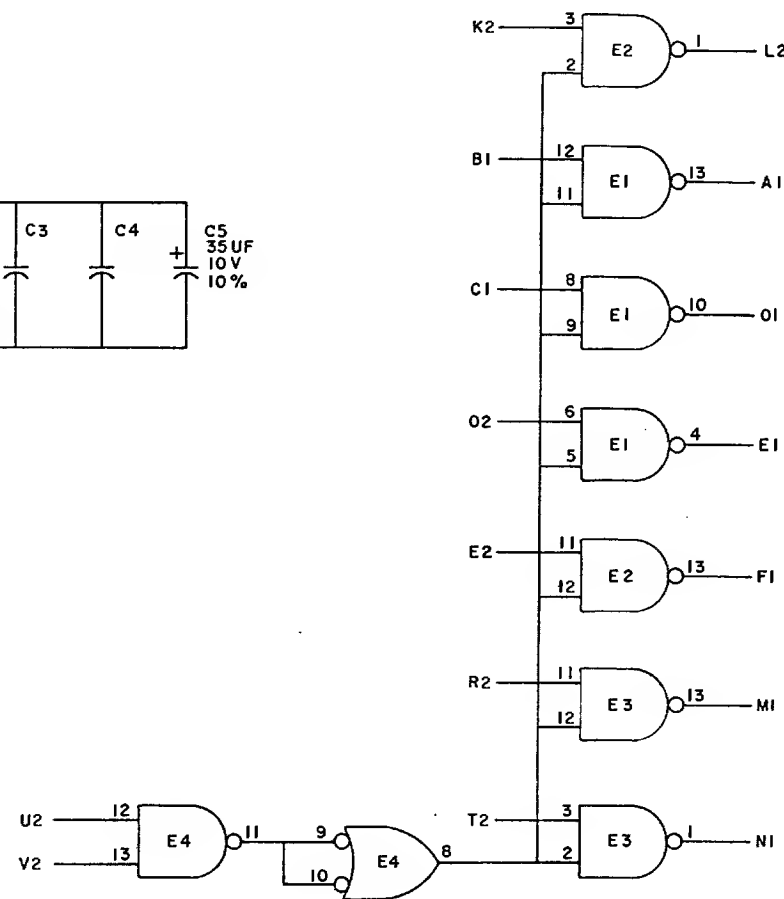 K2 3 E2 1 L2
2
B1 12 E1 13 A1
11
C3 C4 C5
35UF
10V
10%
+
C1 8 E1 10 O1
9
O2 6 E1 4 E1
5
E2 11 E2 13 F1
12
R2 11 E3 13 M1
12
T2 3 E3 1 N1
2
U2 12 E4 11 9 E4 8
V2 13 10